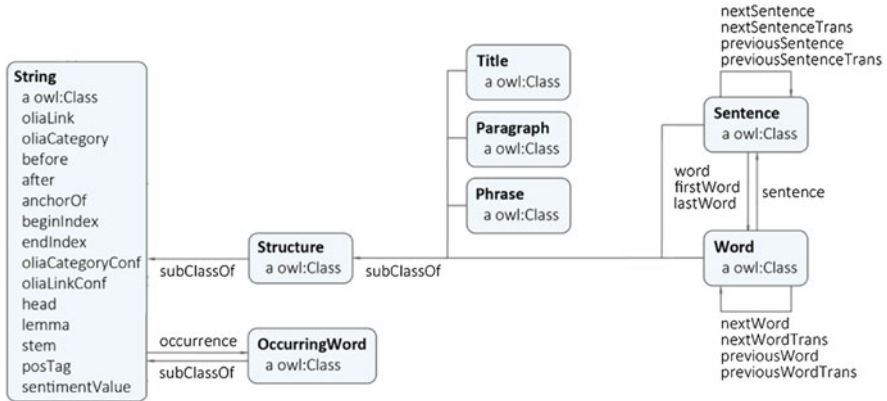 String
a owl:Class
oliaLink
oliaCategory
before
after
anchorOf
beginIndex
endIndex
oliaCategoryConf
oliaLinkConf
head
lemma
stem
posTag
sentimentValue
subClassOf
Structure
a owl:Class
occurrence
subClassOf
OccurringWord
a owl:Class
subClassOf
Title
a owl:Class
Paragraph
a owl:Class
Phrase
a owl:Class
nextSentence
nextSentenceTrans
previousSentence
previousSentenceTrans
Sentence
a owl:Class
word
firstWord
lastWord
sentence
Word
a owl:Class
nextWord
nextWordTrans
previousWord
previousWordTrans